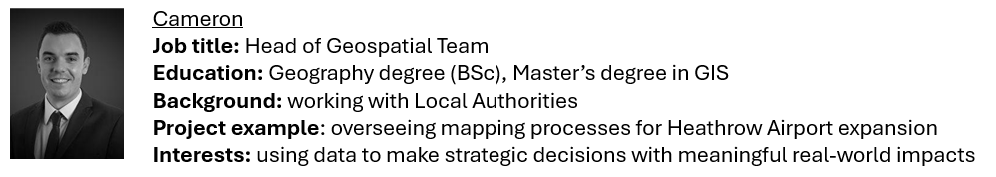 Cameron
Job title: Head of Geospatial Team
Education: Geography degree (BSc), Master’s degree in GIS
Background: working with Local Authorities
Project example: overseeing mapping processes for Heathrow Airport expansion
Interests: using data to make strategic decisions with meaningful real-world impacts